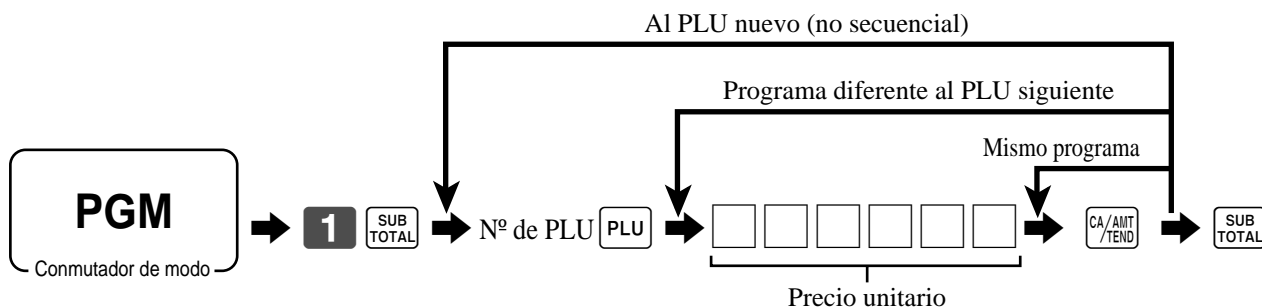 Al PLU nuevo (no secuencial)
Programa diferente al PLU siguiente
Mismo programa
PGM
Conmutador de modo
1
SUB
TOTAL
Nº de PLU
PLU
CA/AMT
/TEND
SUB
TOTAL
Precio unitario